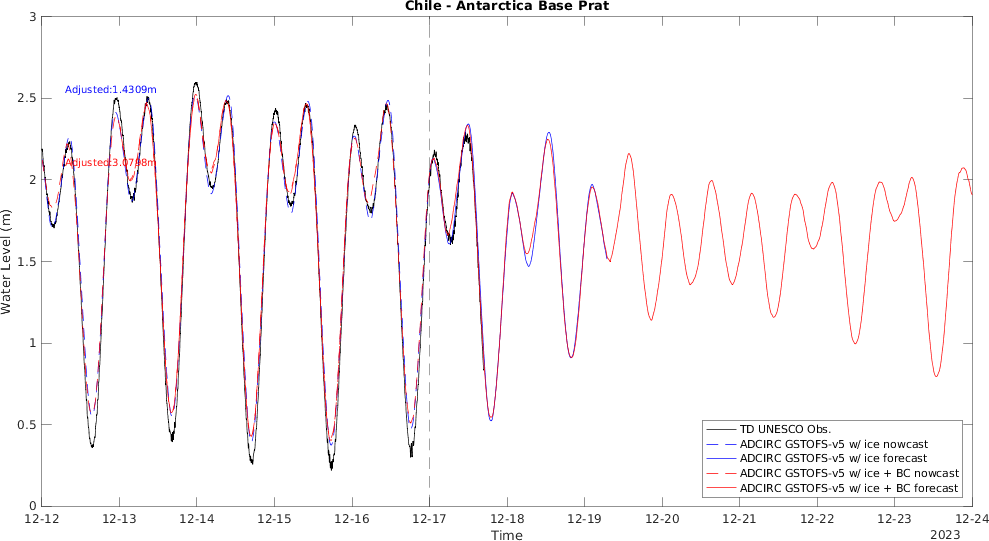 Chile - Antarctica Base Prat
3
2.5
2
1.5
1
0.5
0
Water Level (m)
Adjusted:1.4309m
Adjusted:3.0798m
TD UNESCO Obs.
ADCIRC GSTOFS-v5 w/ ice nowcast
ADCIRC GSTOFS-v5 w/ ice forecast
ADCIRC GSTOFS-v5 w/ ice + BC nowcast
ADCIRC GSTOFS-v5 w/ ice + BC forecast
12-12 12-13 12-14 12-15 12-16 12-17 12-18 12-19 12-20 12-21 12-22 12-23 12-24
Time
2023